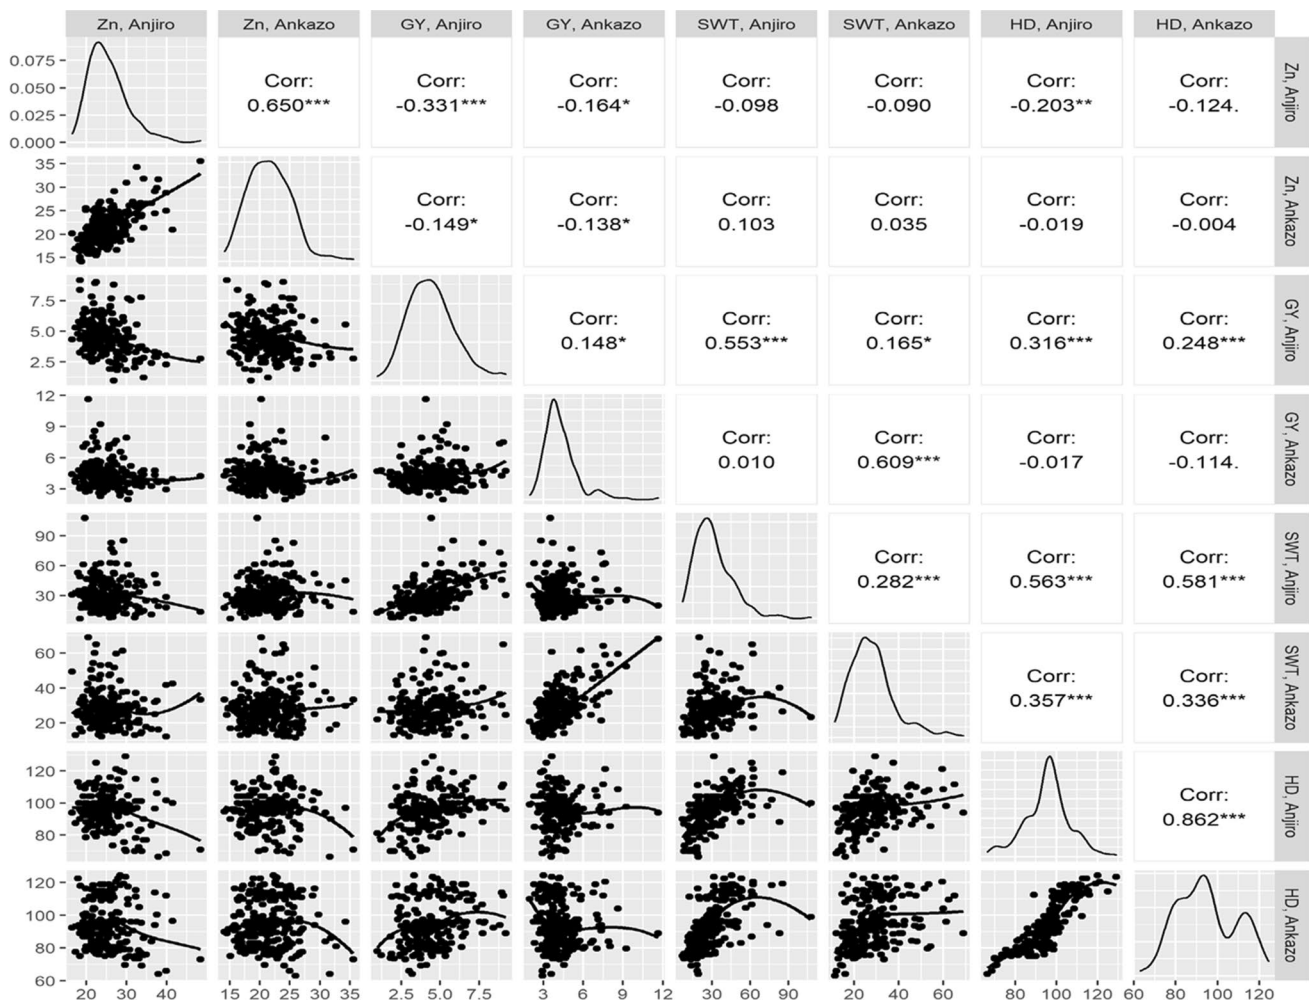 Zn, Anjiro Zn, Ankazo GY, Anjiro GY, Ankazo SWT, Anjiro SWT, Ankazo HD, Anjiro HD, Ankazo
0.075
0.050
0.025
0.000
Corr:
0.650***
Corr:
-0.331***
Corr:
-0.164*
Corr:
-0.098
Corr:
-0.090
Corr:
-0.203**
Corr:
-0.124.
Zn, Anjiro
35
30
25
20
15
Corr:
-0.149*
Corr:
-0.138*
Corr:
0.103
Corr:
0.035
Corr:
-0.019
Corr:
-0.004
Zn, Ankazo
7.5
5.0
2.5
Corr:
0.148*
Corr:
0.553***
Corr:
0.165*
Corr:
0.316***
Corr:
0.248***
GY, Anjiro
12
9
6
3
Corr:
0.010
Corr:
0.609***
Corr:
-0.017
Corr:
-0.114.
GY, Ankazo
90
60
30
Corr:
0.282***
Corr:
0.563***
Corr:
0.581***
SWT, Anjiro
60
40
20
Corr:
0.357***
Corr:
0.336***
SWT, Ankazo
120
100
80
Corr:
0.862***
HD, Anjiro
120
100
80
60
HD, Ankazo
20 30 40 15 20 25 30 35 2.5 5.0 7.5 3 6 9 12 30 60 90 20 40 60 80 100 120 60 80 100 120